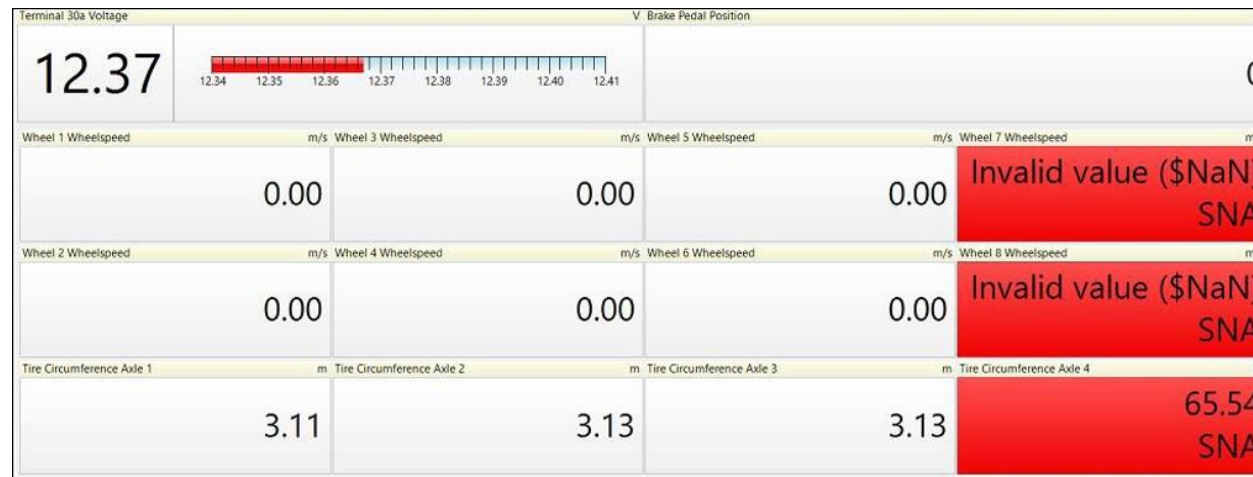 Terminal 30a Voltage V Brake Pedal Position
12.37
12.34 12.35 12.36 12.37 12.38 12.39 12.40 12.41
Wheel 1 Wheelspeed m/s Wheel 3 Wheelspeed m/s Wheel 5 Wheelspeed m/s Wheel 7 Wheelspeed
0.00 0.00 0.00 Invalid value ($NaN)
SNA
Wheel 2 Wheelspeed m/s Wheel 4 Wheelspeed m/s Wheel 6 Wheelspeed m/s Wheel 8 Wheelspeed
0.00 0.00 0.00 Invalid value ($NaN)
SNA
Tire Circumference Axle 1 m Tire Circumference Axle 2 m Tire Circumference Axle 3 m Tire Circumference Axle 4
3.11 3.13 3.13 65.54
SNA